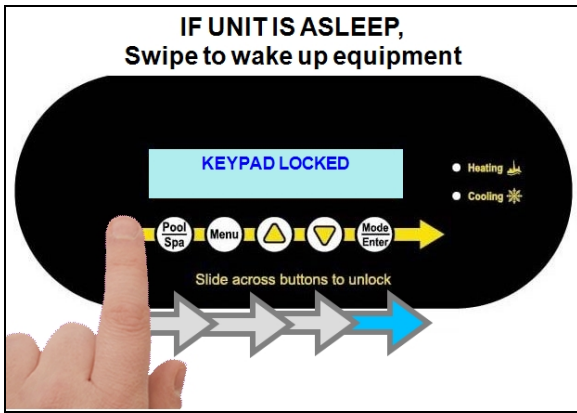 IF UNIT IS ASLEEP,
Swipe to wake up equipment
KEYPAD LOCKED
Heating
Cooling
Pool
Spa
Menu
Mode
Enter
Slide across buttons to unlock